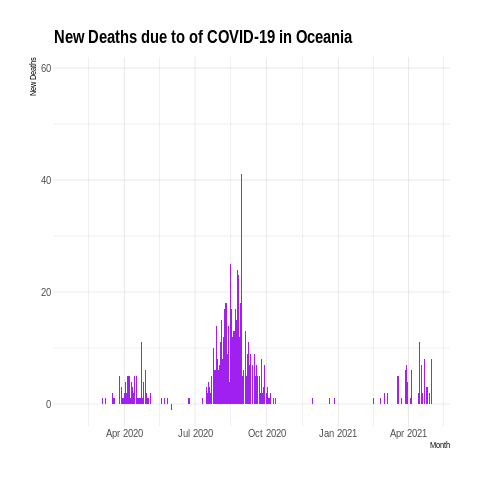 New Deaths due to of COVID-19 in Oceania
New Deaths
60
40
20
0
Apr 2020 Jul 2020 Oct 2020 Jan 2021 Apr 2021
Month